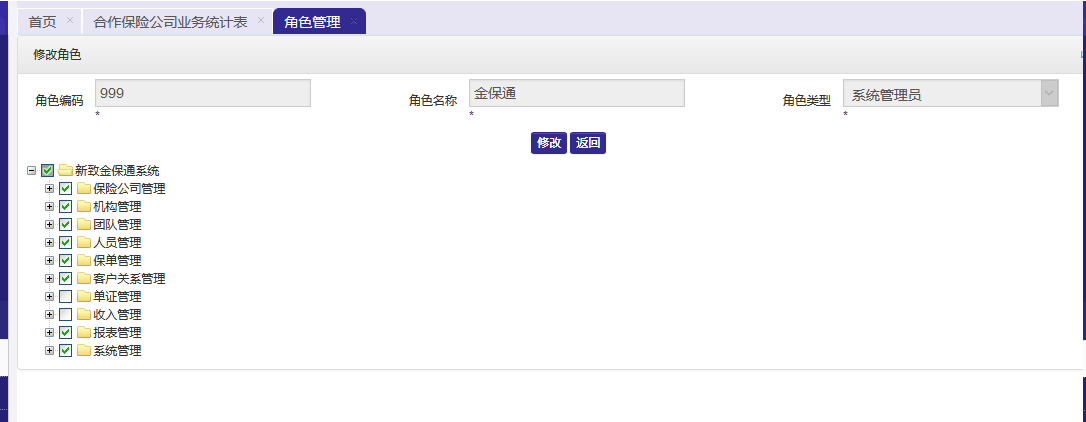 首页 合作保险公司业务统计表 角色管理
修改角色
角色编码 999 角色名称 金保通 角色类型 系统管理员
* * *
修改 返回
新致金保通系统
保险公司管理
机构管理
团队管理
人员管理
保单管理
客户关系管理
单证管理
收入管理
报表管理
系统管理